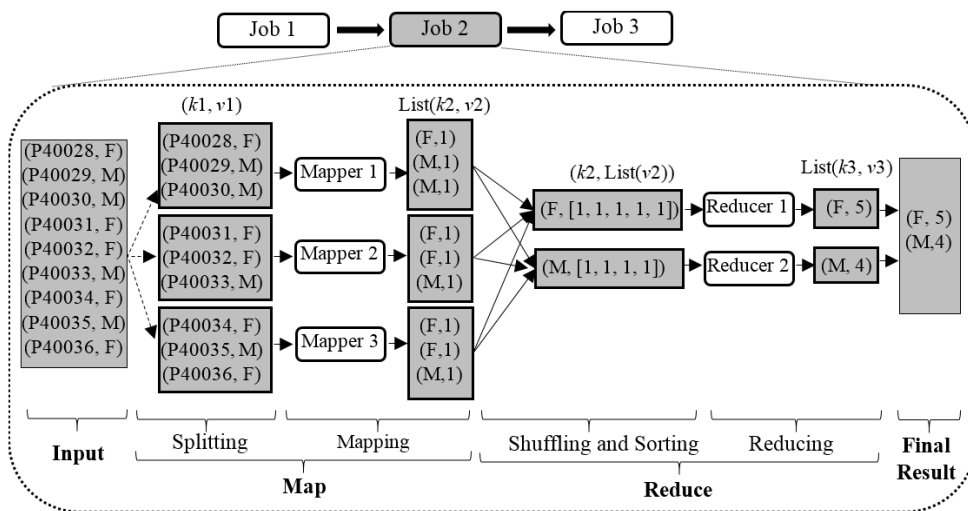 Job 1
Job 2
Job 3
(k1, v1)
List(k2, v2)
(P40028, F)
(P40029, M)
(P40030, M)
(P40031, F)
(P40032, F)
(P40033, M)
(P40034, F)
(P40035, M)
(P40036, F)
(P40028, F)
(P40029, M)
(P40030, M)
Mapper 1
(F,1)
(M,1)
(M,1)
(P40031, F)
(P40032, F)
(P40033, M)
Mapper 2
(F,1)
(F,1)
(M,1)
(P40034, F)
(P40035, M)
(P40036, F)
Mapper 3
(F,1)
(F,1)
(M,1)
(k2, List(v2))
List(k3, v3)
(F, [1, 1, 1, 1, 1])
Reducer 1
(F, 5)
(M, [1, 1, 1, 1])
Reducer 2
(M, 4)
(F, 5)
(M,4)
Input
Splitting
Mapping
Shuffling and Sorting
Reducing
Final
Result
Map
Reduce